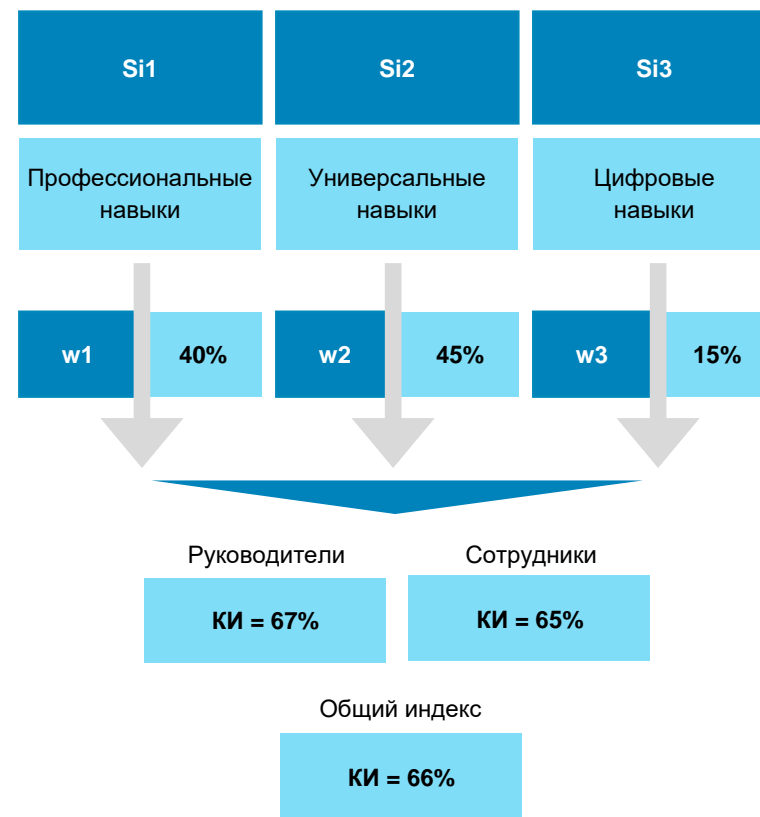 Si1
Si2
Si3
Профессиональные
навыки
Универсальные
навыки
Цифровые
навыки
w1
40%
w2
45%
w3
15%
Руководители
Сотрудники
КИ = 67%
КИ = 65%
Общий индекс
КИ = 66%